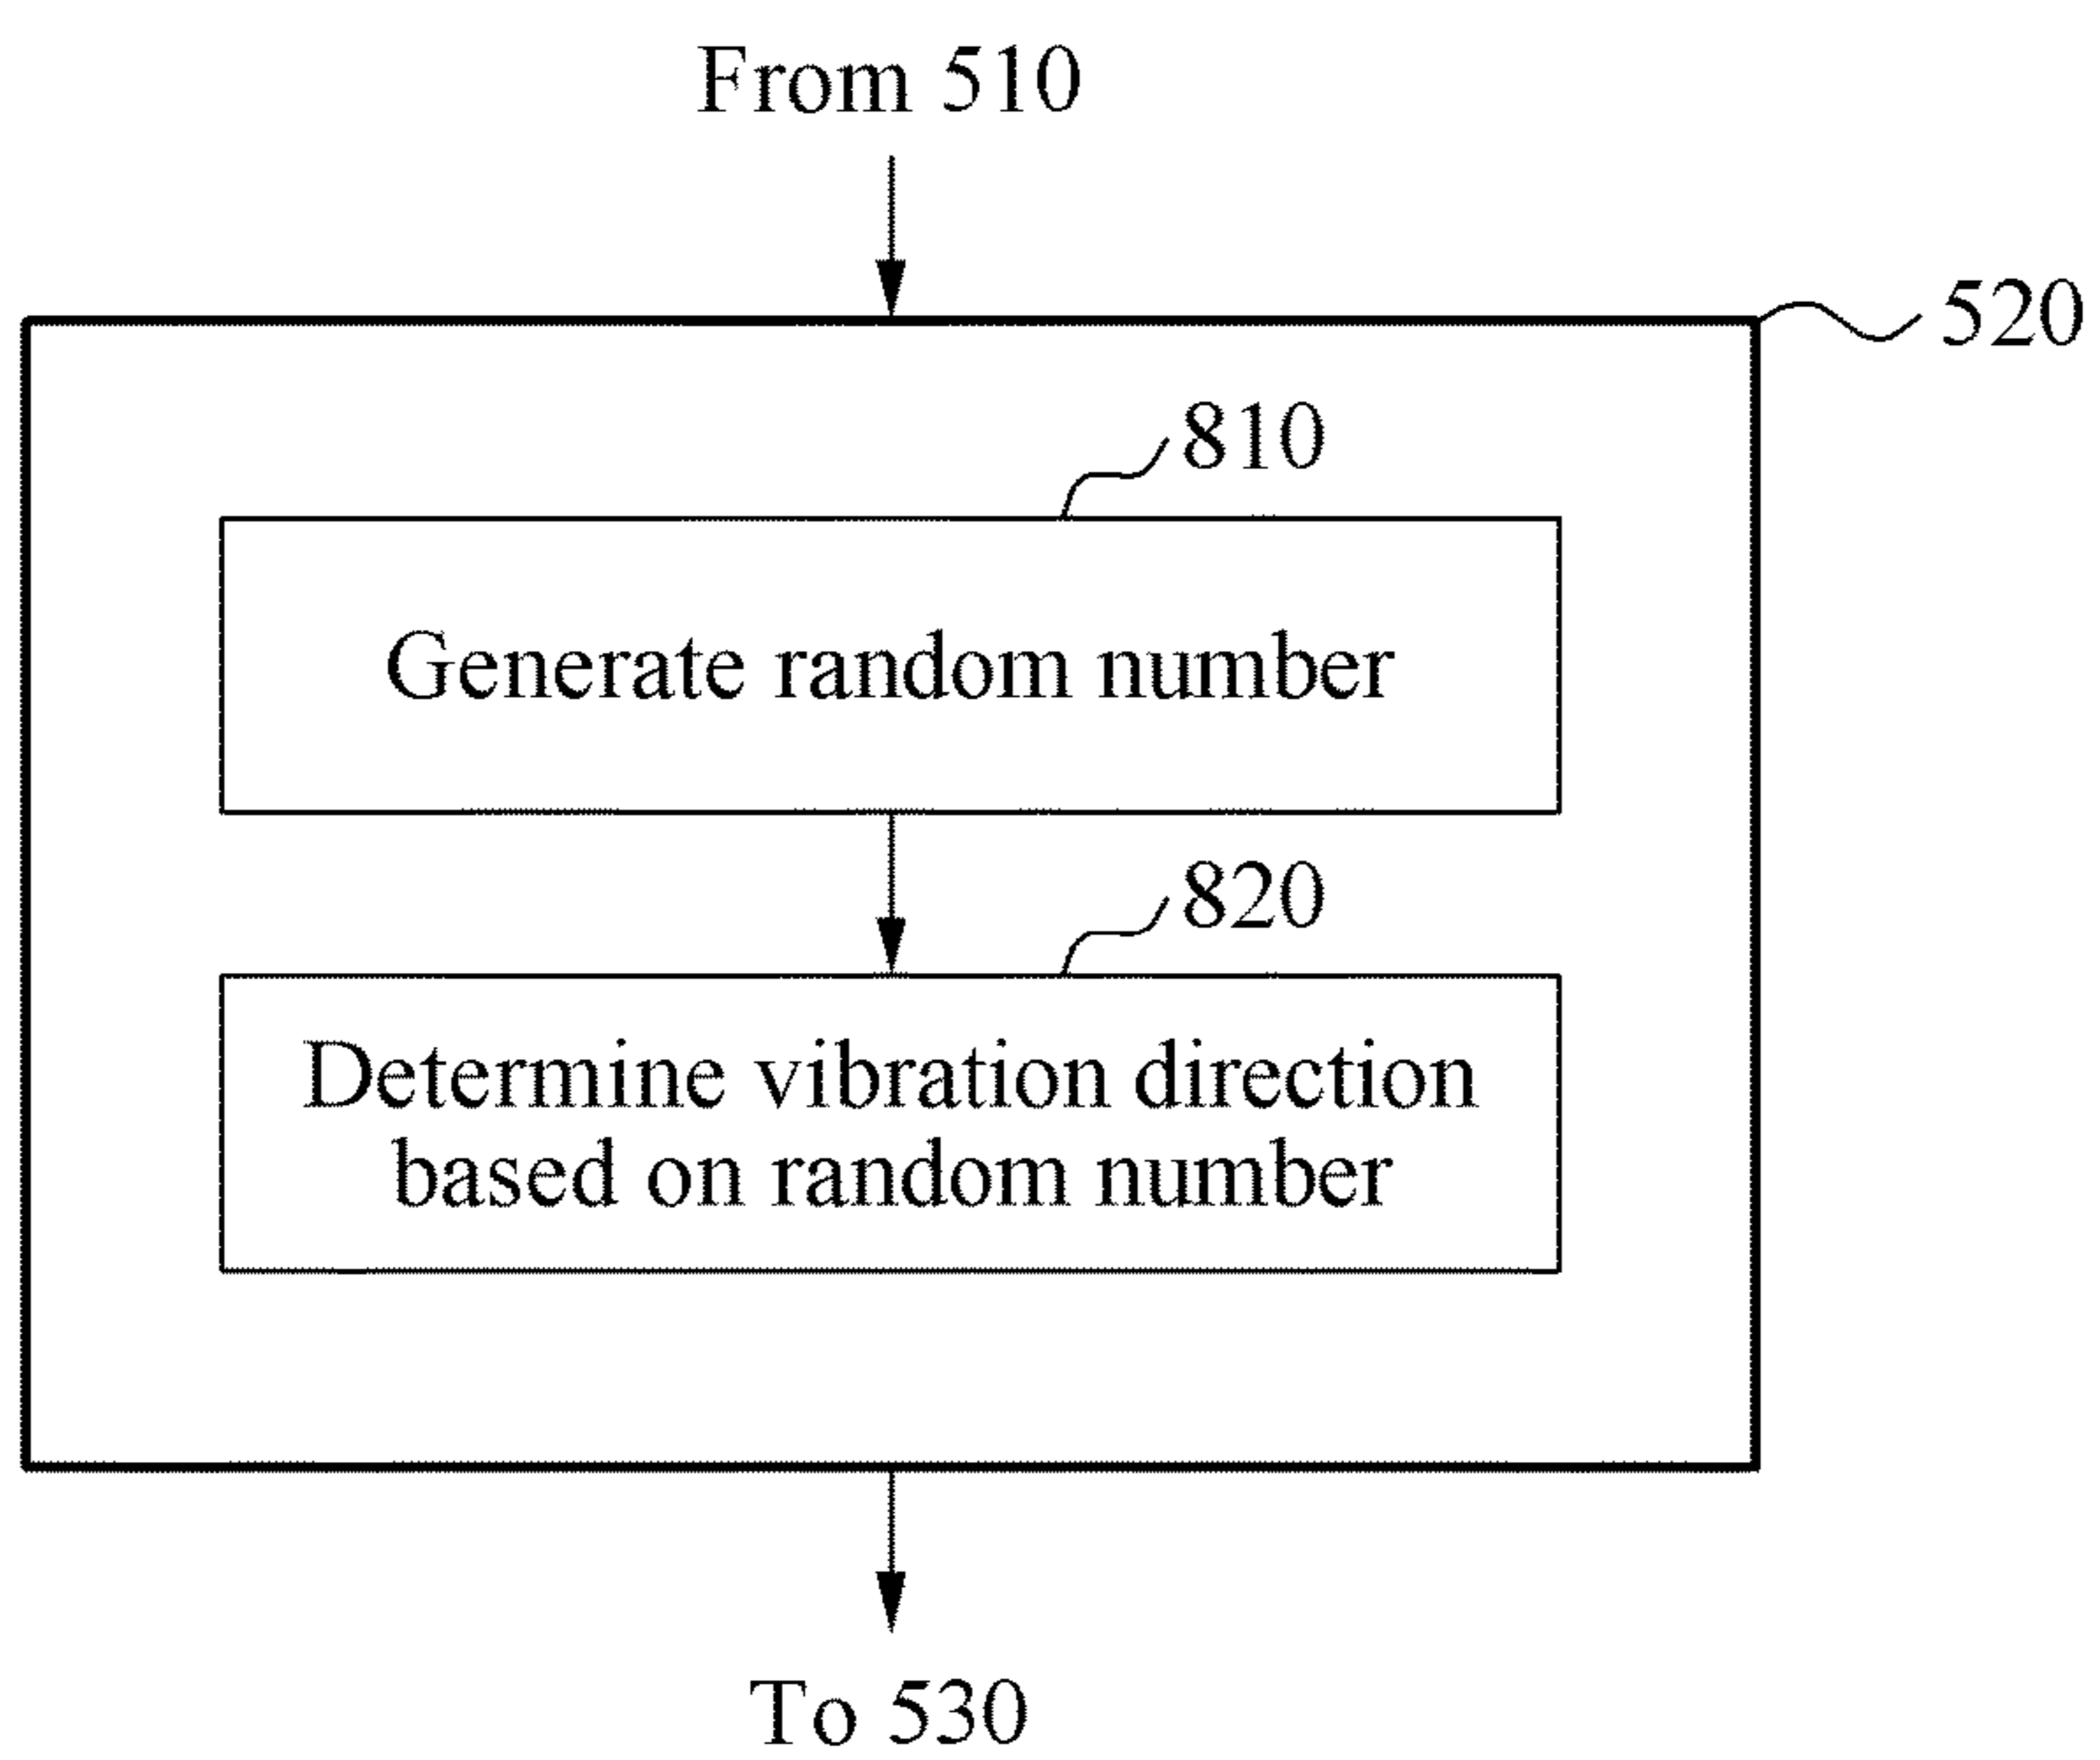 From 510
520
810
Generate random number
820
Determine vibration direction
based on random number
To 530